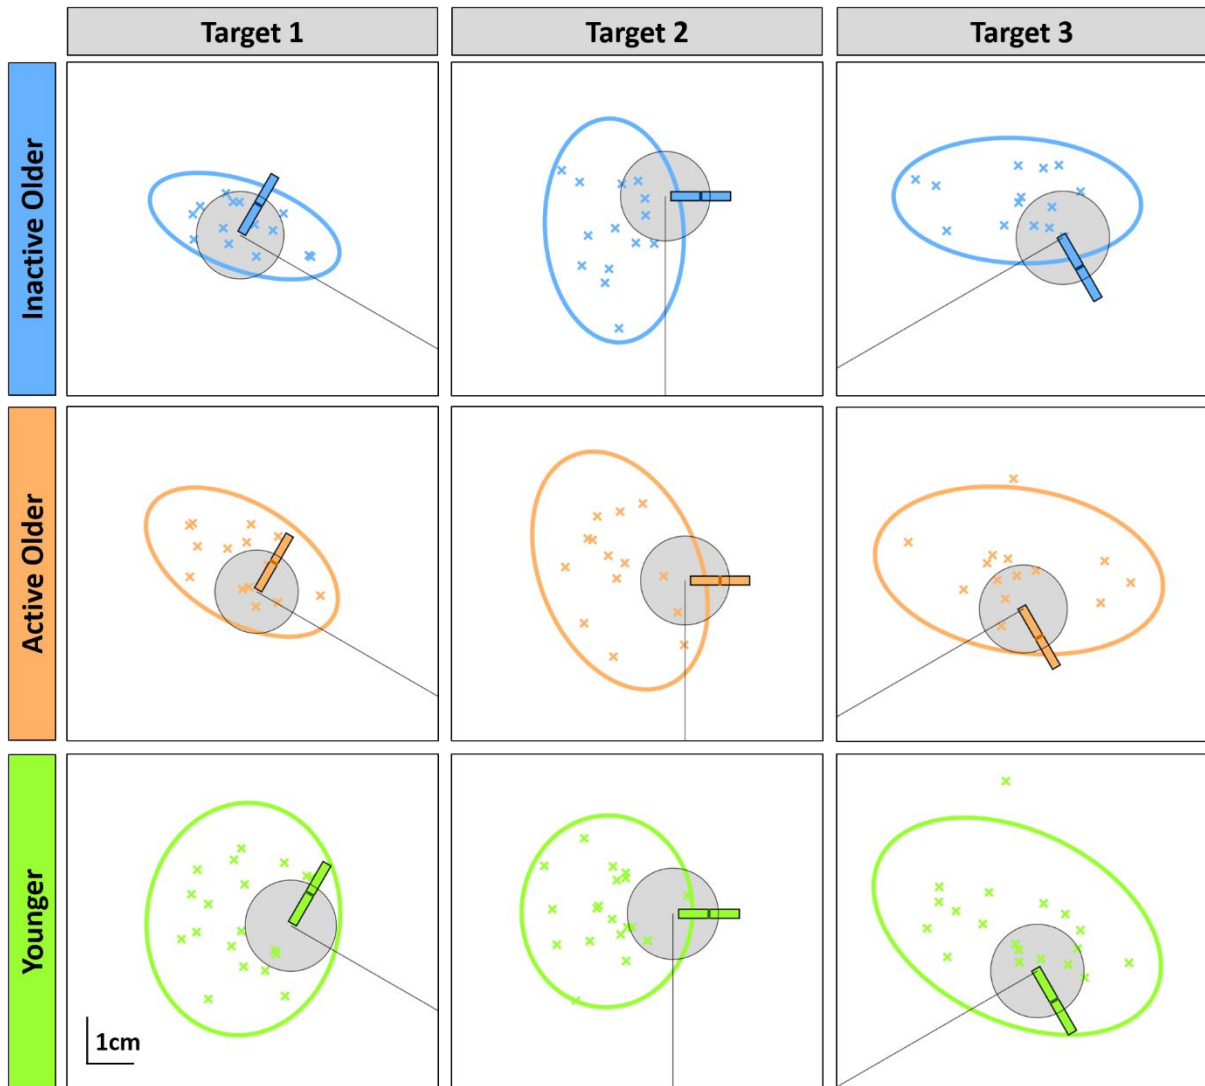 Target 1
Target 2
Target 3
Inactive Older
Active Older
Younger
1cm